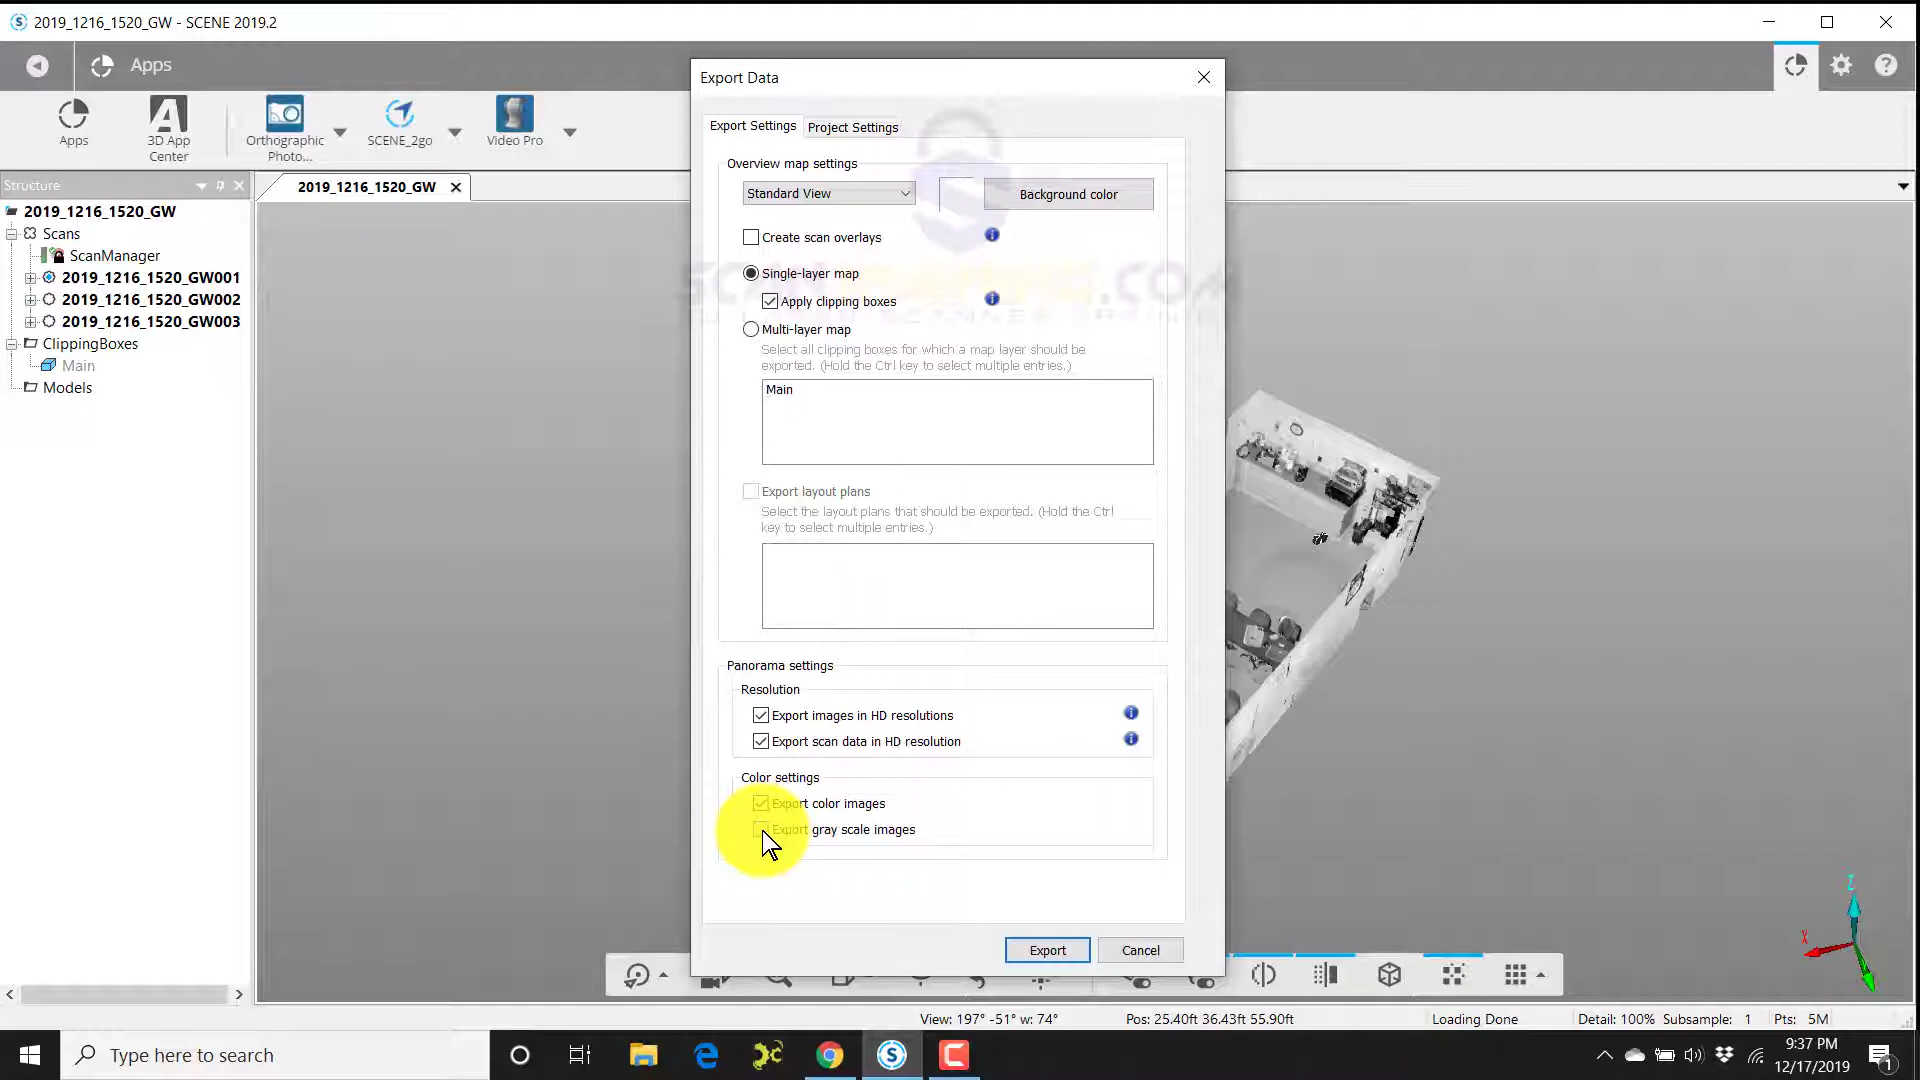 2019_1216_1520_GW - SCENE 2019.2
Apps
Apps
3D App
Center
Orthographic
Photo...
SCENE_2go
Video Pro
Structure
2019_1216_1520_GW
2019_1216_1520_GW
Scans
ScanManager
2019_1216_1520_GW001
2019_1216_1520_GW002
2019_1216_1520_GW003
ClippingBoxes
Main
Models
Export Data
Export Settings
Project Settings
Overview map settings
Standard View
Background color
Create scan overlays
Single-layer map
Apply clipping boxes
Multi-layer map
Select all clipping boxes for which a map layer should be
exported. (Hold the Ctrl key to select multiple entries.)
Main
Export layout plans
Select the layout plans that should be exported. (Hold the Ctrl
key to select multiple entries.)
Panorama settings
Resolution
Export images in HD resolutions
Export scan data in HD resolution
Color settings
Export color images
Export gray scale images
Export
Cancel
Z
X
View: 197° -51° w: 74°
Pos: 25.40ft 36.43ft 55.90ft
Loading Done
Detail: 100% Subsample: 1 Pts: 5M
Type here to search
9:37 PM
12/17/2019
1